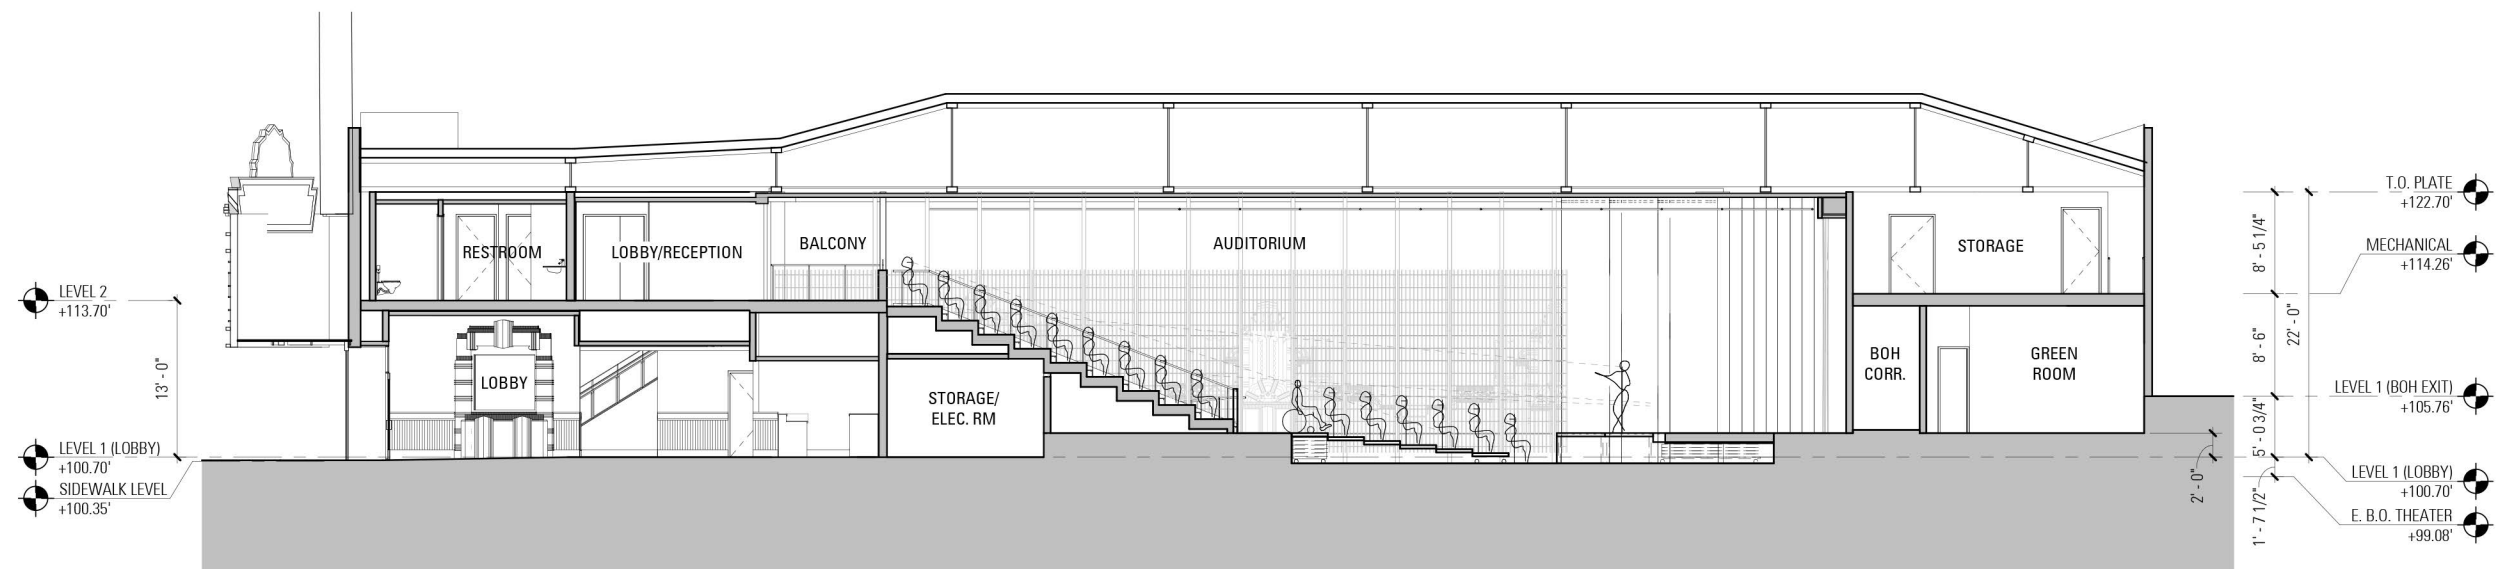 T.O. PLATE
+122.70'
8' - 5 1/4"
MECHANICAL
+114.26'
22' - 0"
8' - 6"
LEVEL 1 (BOH EXIT)
+105.76'
5' - 0 3/4"
LEVEL 1 (LOBBY)
+100.70'
2' - 0"
1' - 7 1/2"
E. B.O. THEATER
+99.08'
RESTROOM
LOBBY/RECEPTION
BALCONY
AUDITORIUM
STORAGE
LEVEL 2
+113.70'
13' - 0"
LOBBY
STORAGE/
ELEC. RM
BOH
CORR.
GREEN
ROOM
LEVEL 1 (LOBBY)
+100.70'
SIDEWALK LEVEL
+100.35'